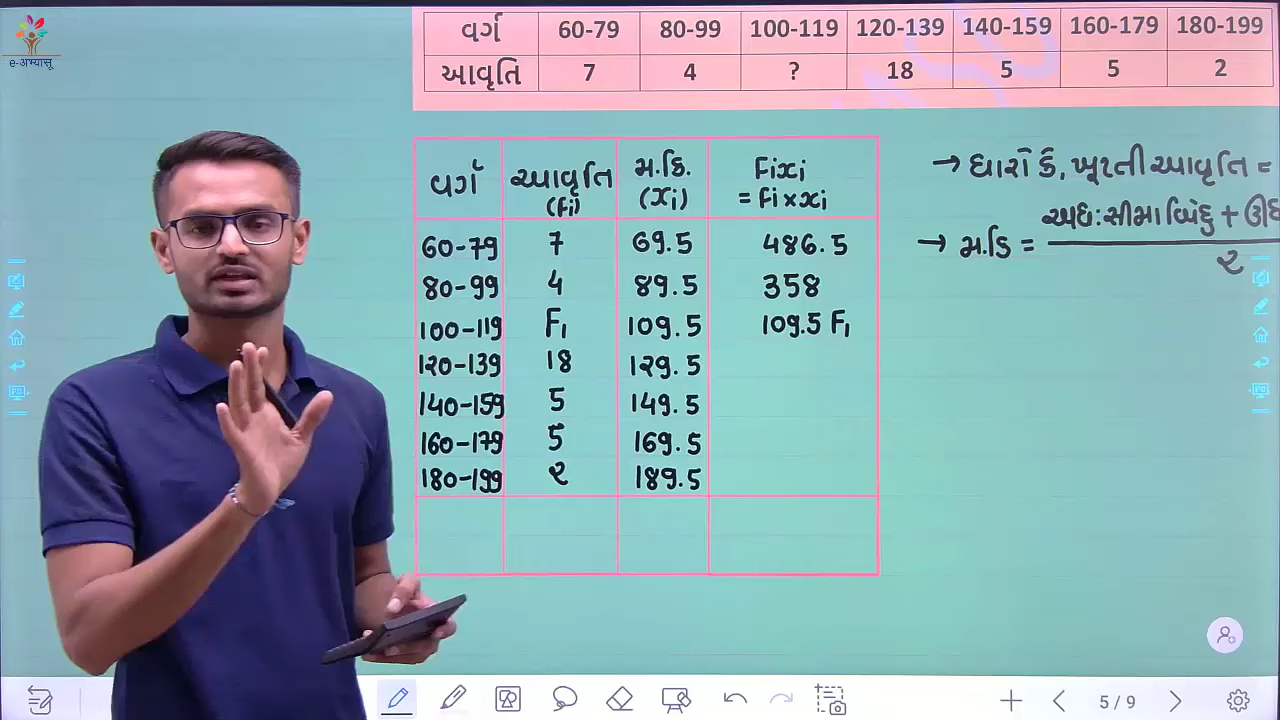 e-अभ्यासू
વર્ગ 60-79 80-99 100-119 120-139 140-159 160-179 180-199
આવૃતિ 7 4 ? 18 5 5 2
વર્ગ આવૃતિ (fi) મ.કિ. (xi) Fixi = Fi×xi
60-79 7 69.5 486.5
80-99 4 89.5 358
100-119 F₁ 109.5 109.5 F₁
120-139 18 129.5
140-159 5 149.5
160-179 5 169.5
180-199 ૨ 189.5
→ ધારો કે, ખૂટતી આવૃતિ =
→ મ.કિ = અધ:સીમા બિંદુ + ૨
5/9